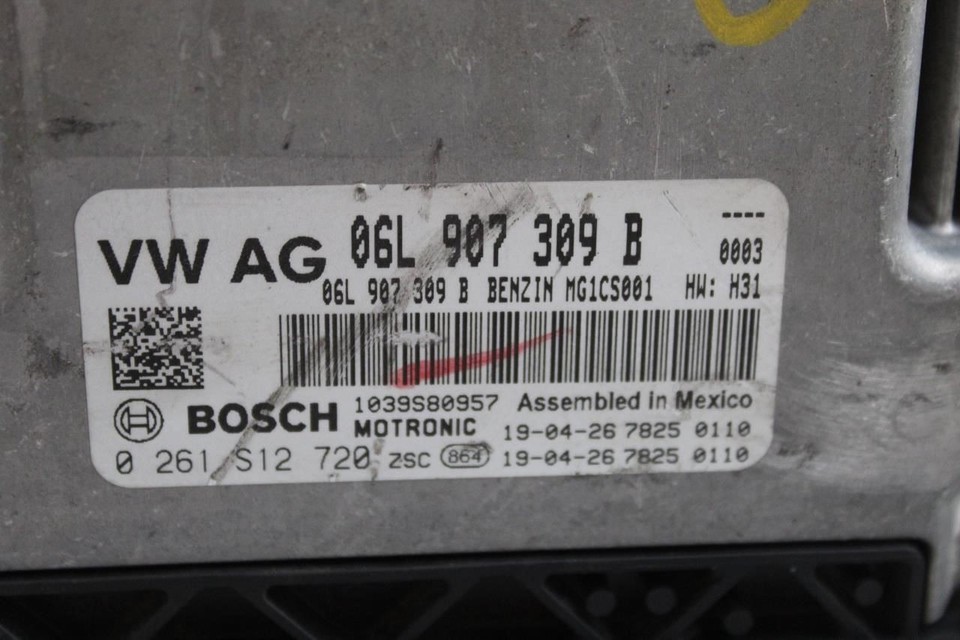 VW AG 06L 907 309 B ----
0003
06L 907 309 B BENZIN MG1CS001 HW: H31
BOSCH 1039S80957 Assembled in Mexico
MOTRONIC 19-04-26 7825 0110
0 261 S12 720 ZSC 864 19-04-26 7825 0110